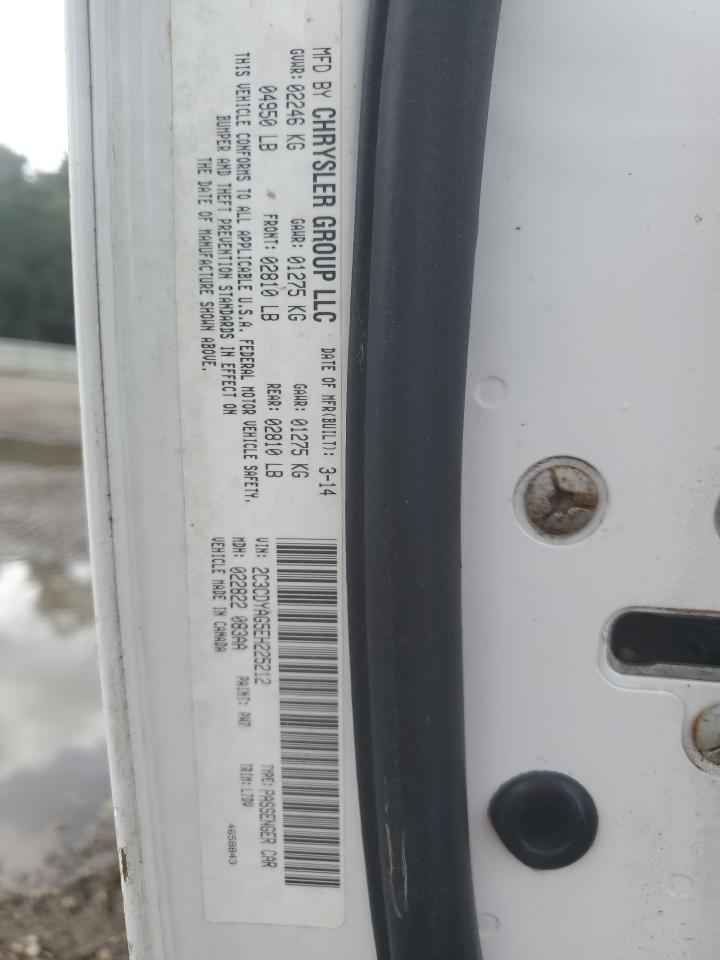 MFD BY CHRYSLER GROUP LLC DATE OF MFR(BUILT): 3-14
GVWR: 02246 KG GAWR: 01275 KG GAWR: 01275 KG
04950 LB FRONT: 02810 LB REAR: 02810 LB
THIS VEHICLE CONFORMS TO ALL APPLICABLE U.S.A. FEDERAL MOTOR VEHICLE SAFETY,
BUMPER AND THEFT PREVENTION STANDARDS IN EFFECT ON
THE DATE OF MANUFACTURE SHOWN ABOVE.
VIN: 2C3CDYAG5EH225212 TYPE: PASSENGER CAR
MDH: 022822 083AA PAINT: PW7 TRIM: L7DV
VEHICLE MADE IN CANADA
4658843